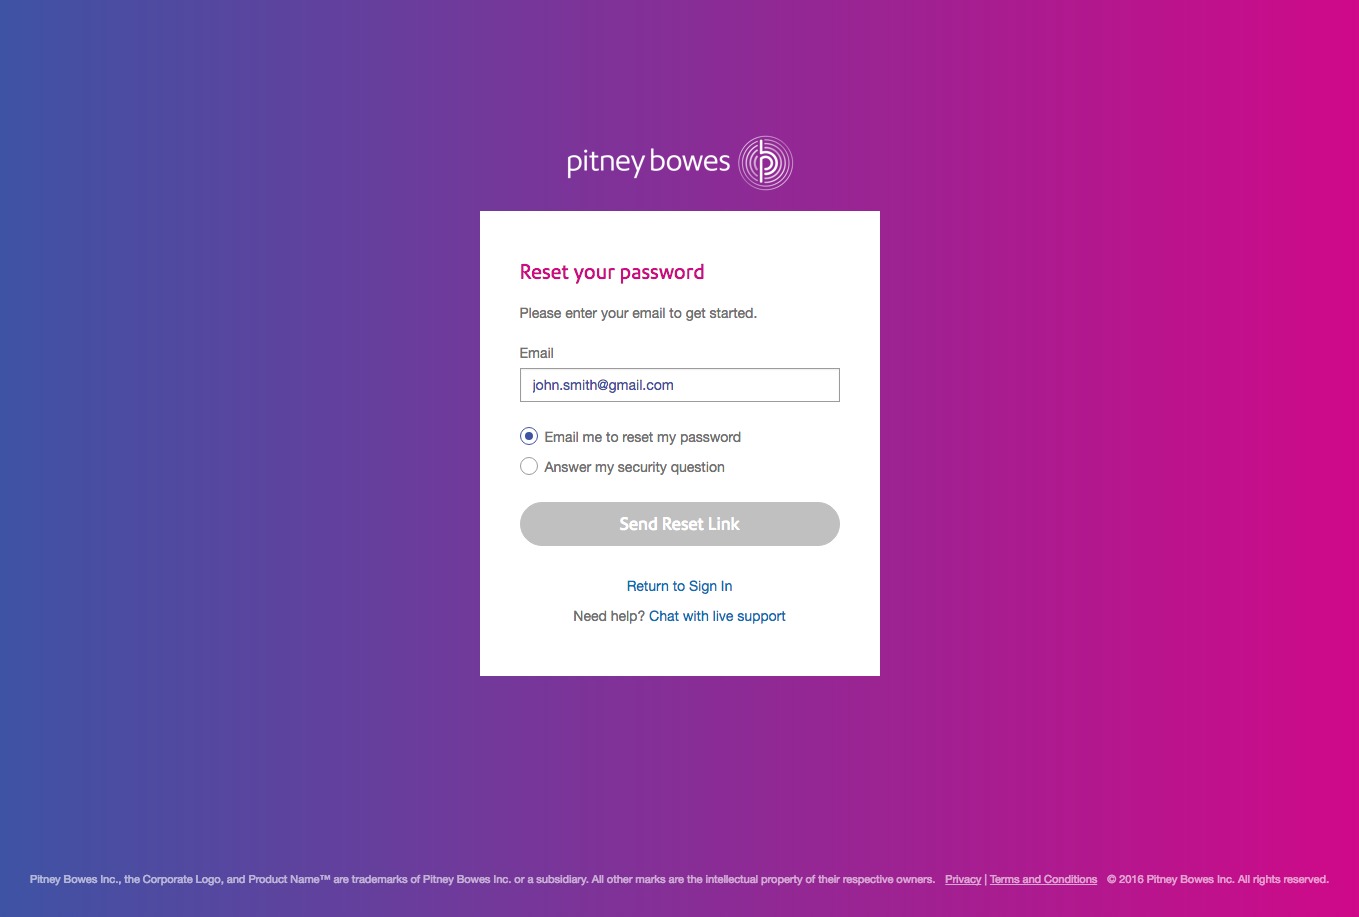 pitney bowes
Reset your password
Please enter your email to get started.
Email
john.smith@gmail.com
Email me to reset my password
Answer my security question
Send Reset Link
Return to Sign In
Need help? Chat with live support
Pitney Bowes Inc., the Corporate Logo, and Product Name™ are trademarks of Pitney Bowes Inc. or a subsidiary. All other marks are the intellectual property of their respective owners. Privacy | Terms and Conditions © 2016 Pitney Bowes Inc. All rights reserved.